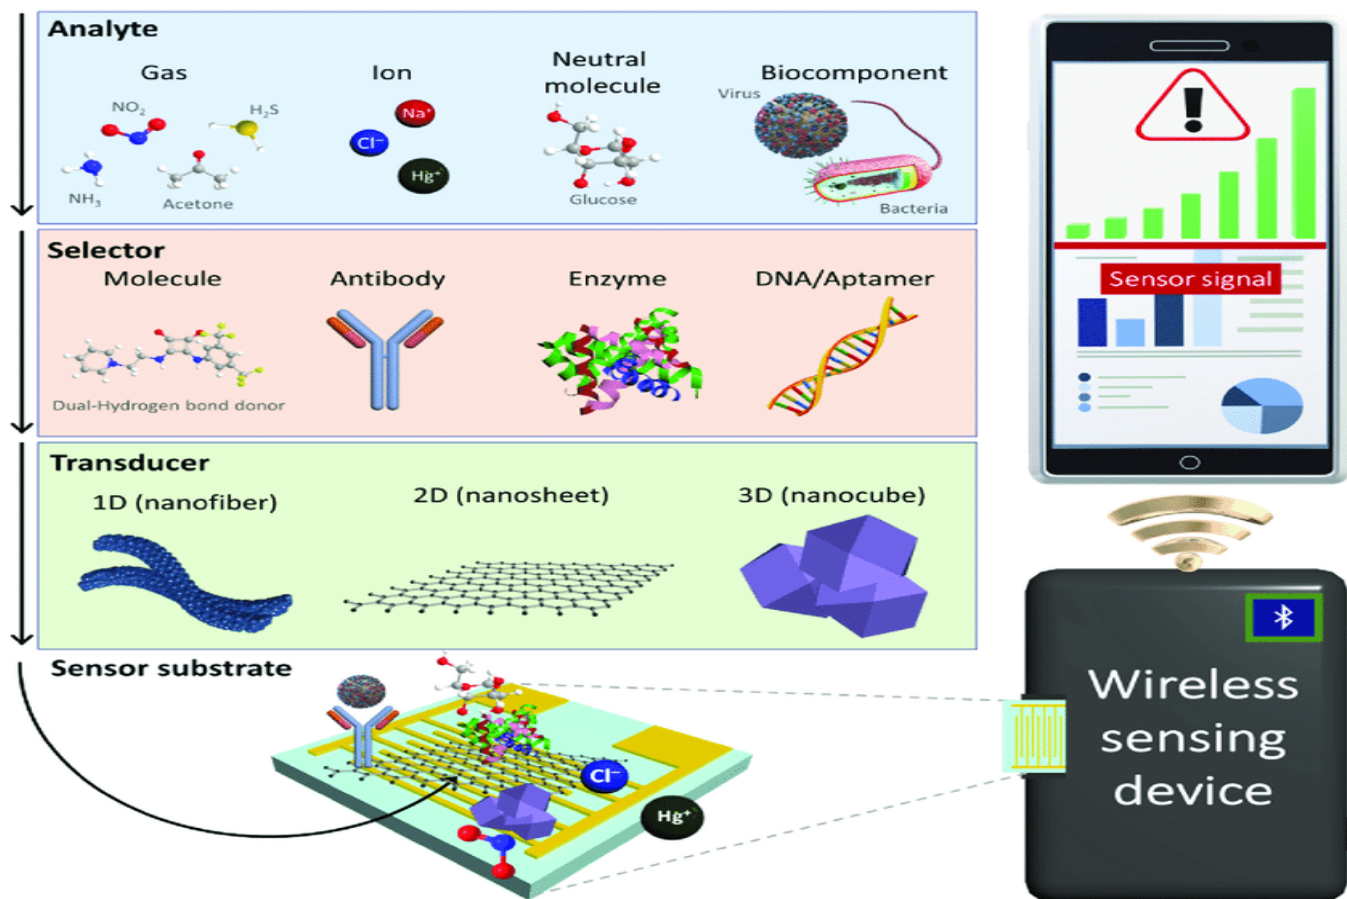 Analyte
Gas
Ion
Neutral
molecule
Biocomponent
NO₂
H₂S
NH₃
Acetone
Na⁺
Cl⁻
Hg⁺
Glucose
Virus
Bacteria
Selector
Molecule
Antibody
Enzyme
DNA/Aptamer
Dual-Hydrogen bond donor
Transducer
1D (nanofiber)
2D (nanosheet)
3D (nanocube)
Sensor substrate
Cl⁻
Hg⁺
!
Sensor signal
Wireless
sensing
device